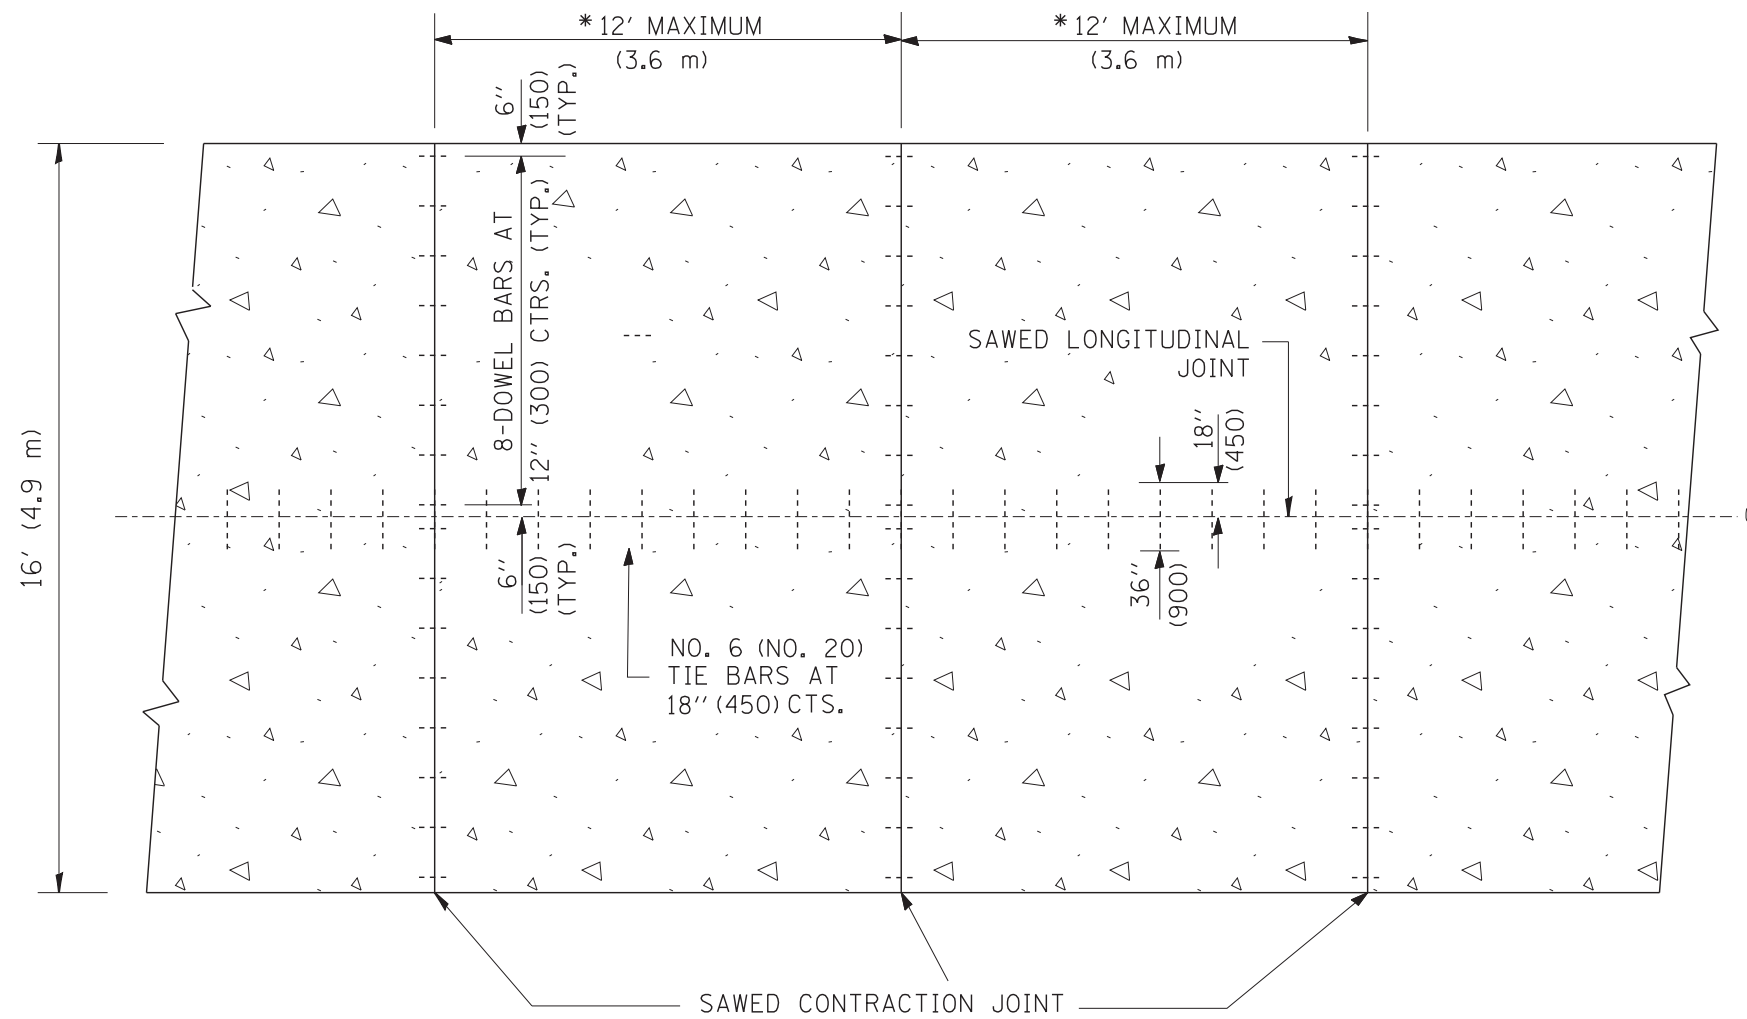 *12' MAXIMUM
(3.6 m)
*12' MAXIMUM
(3.6 m)
6"
(150)
(TYP.)
16' (4.9 m)
8-DOWEL BARS AT
12" (300) CTRS. (TYP.)
SAWED LONGITUDINAL
JOINT
18"
(450)
6"
(150)
(TYP.)
36"
(900)
NO. 6 (NO. 20)
TIE BARS AT
18" (450) CTS.
SAWED CONTRACTION JOINT